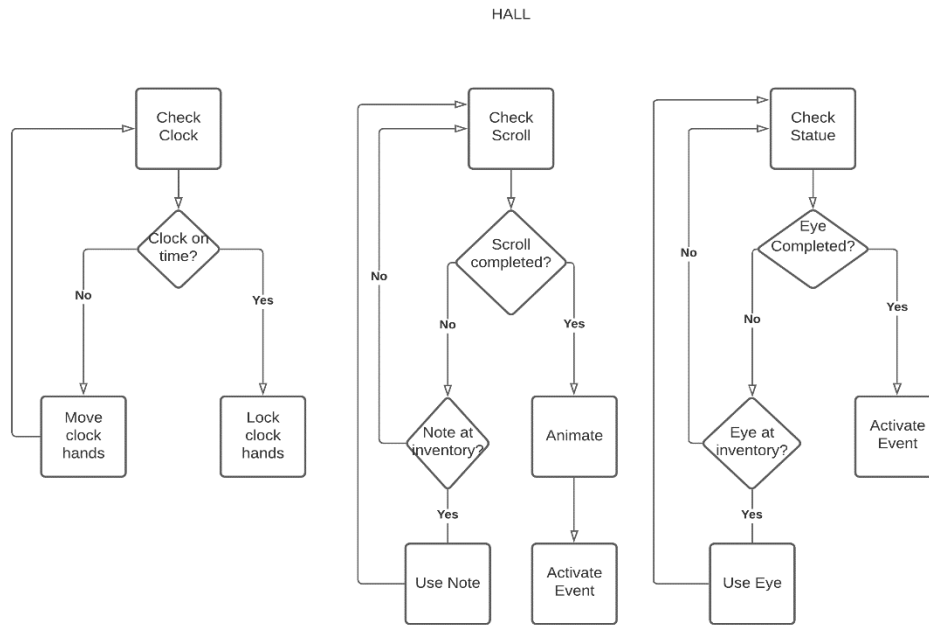 HALL
Check
Clock
Clock on
time?
No
Yes
Move
clock
hands
Lock
clock
hands
Check
Scroll
Scroll
completed?
No
No
Yes
Note at
inventory?
Animate
Yes
Use Note
Activate
Event
Check
Statue
Eye
Completed?
No
No
Yes
Eye at
inventory?
Activate
Event
Yes
Use Eye